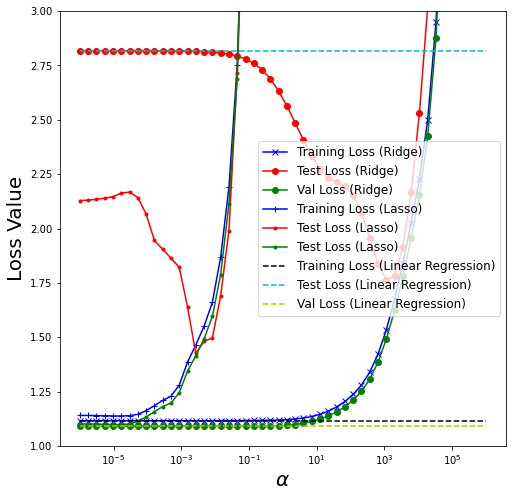 3.00
2.75
2.50
2.25
2.00
1.75
1.50
1.25
1.00
Loss Value
Training Loss (Ridge)
Test Loss (Ridge)
Val Loss (Ridge)
Training Loss (Lasso)
Test Loss (Lasso)
Test Loss (Lasso)
Training Loss (Linear Regression)
Test Loss (Linear Regression)
Val Loss (Linear Regression)
10⁻⁵ 10⁻³ 10⁻¹ 10¹ 10³ 10⁵
α